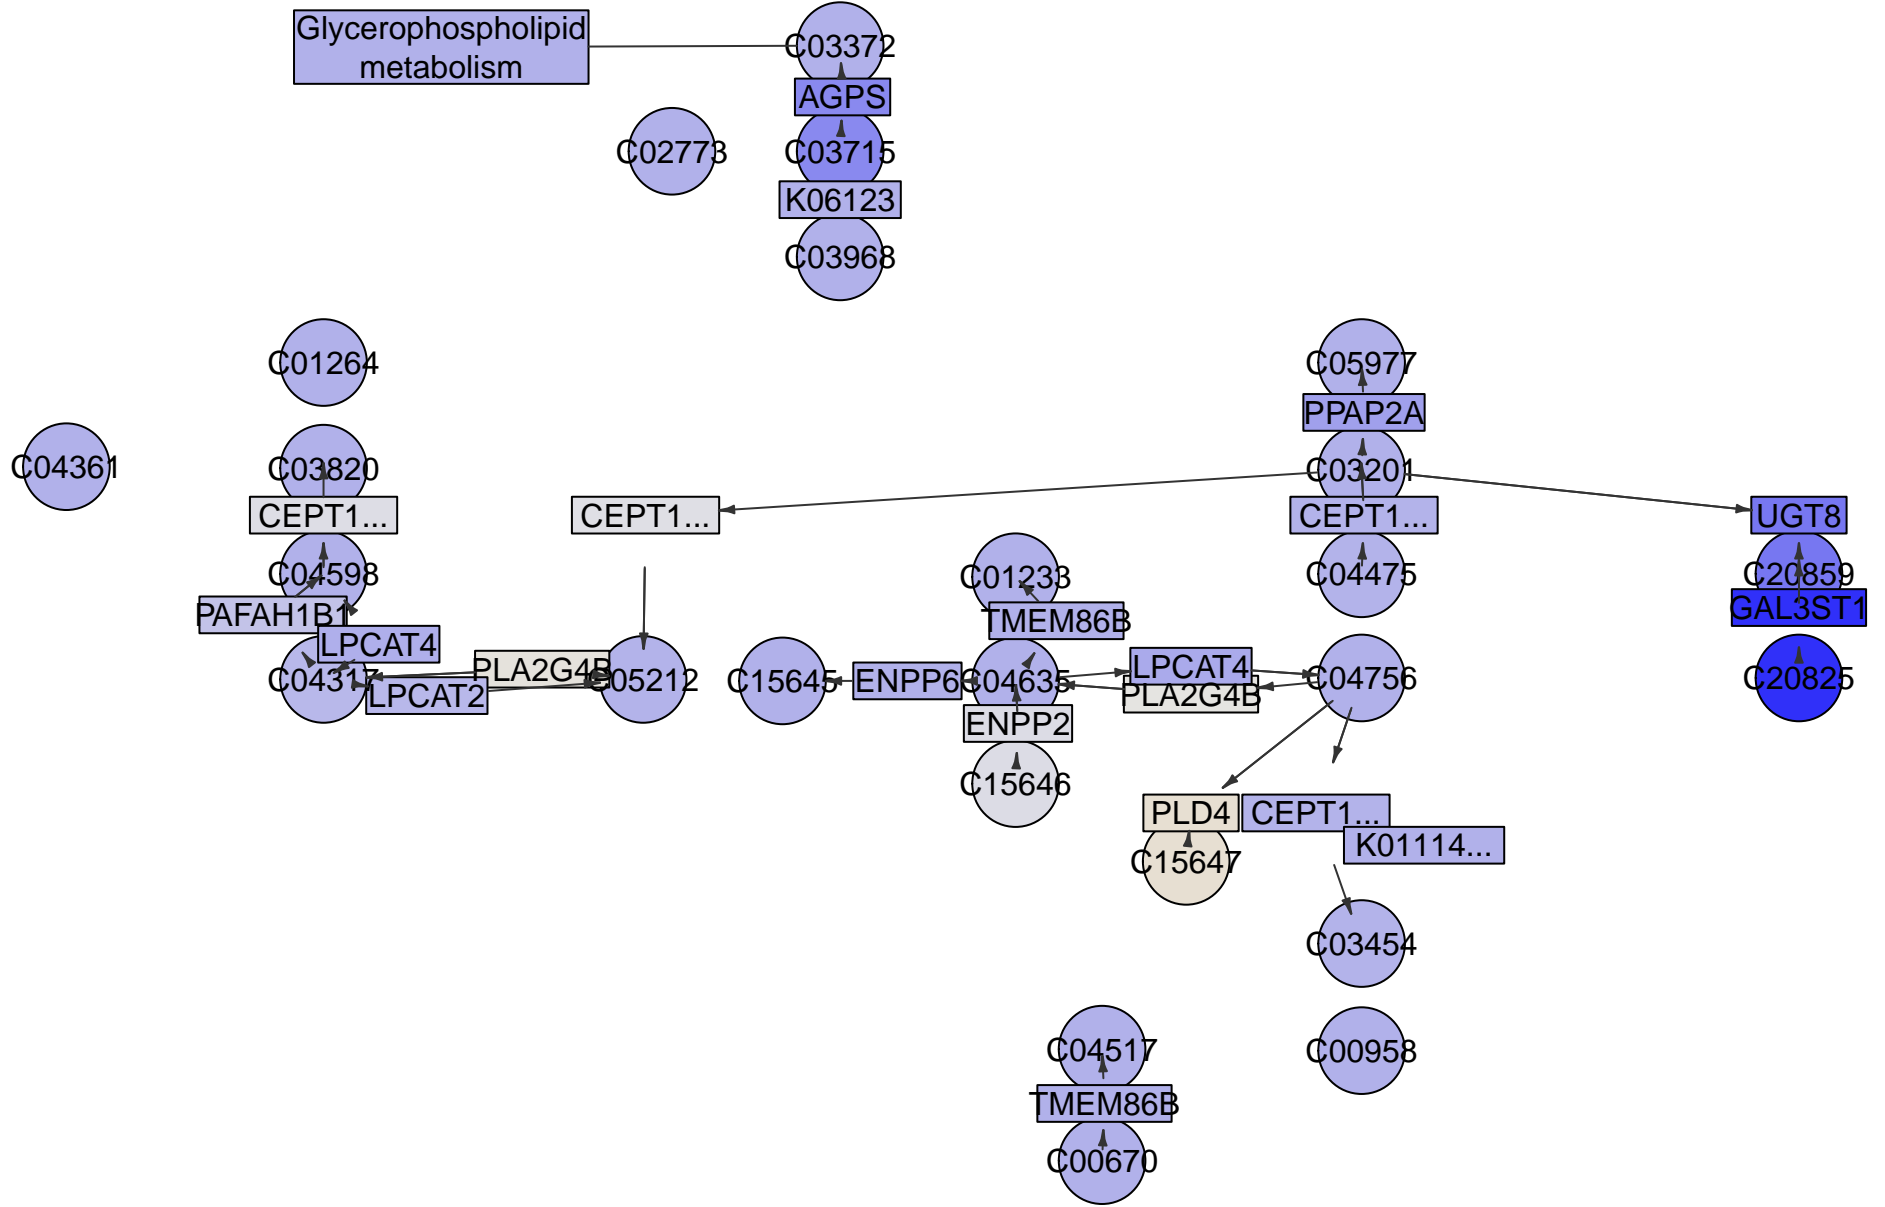 Glycerophospholipid
metabolism
C03372
AGPS
C02773
C03715
K06123
C03968
C01264
C05977
PPAP2A
C04361
C03820
C03201
CEPT1...
CEPT1...
CEPT1...
UGT8
C04598
C01233
C04475
C20859
PAFAH1B1
TMEM86B
GAL3ST1
LPCAT4
PLA2G4B
LPCAT4
C04317
LPCAT2
C05212
C15645
ENPP6
C04635
PLA2G4B
C04756
C20825
ENPP2
C15646
PLD4
CEPT1...
K01114...
C15647
C03454
C04517
C00958
TMEM86B
C00670